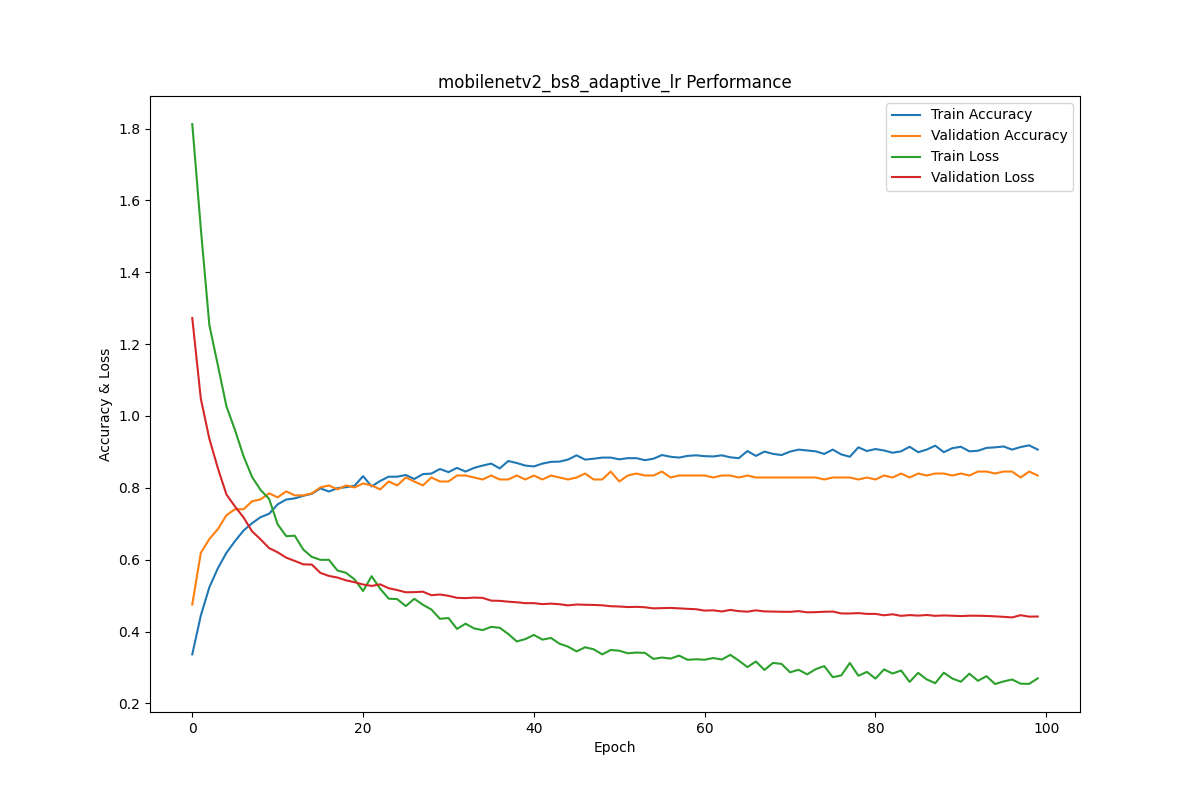 mobilenetv2_bs8_adaptive_lr Performance
Train Accuracy
Validation Accuracy
Train Loss
Validation Loss
Accuracy & Loss
1.8
1.6
1.4
1.2
1.0
0.8
0.6
0.4
0.2
0 20 40 60 80 100
Epoch